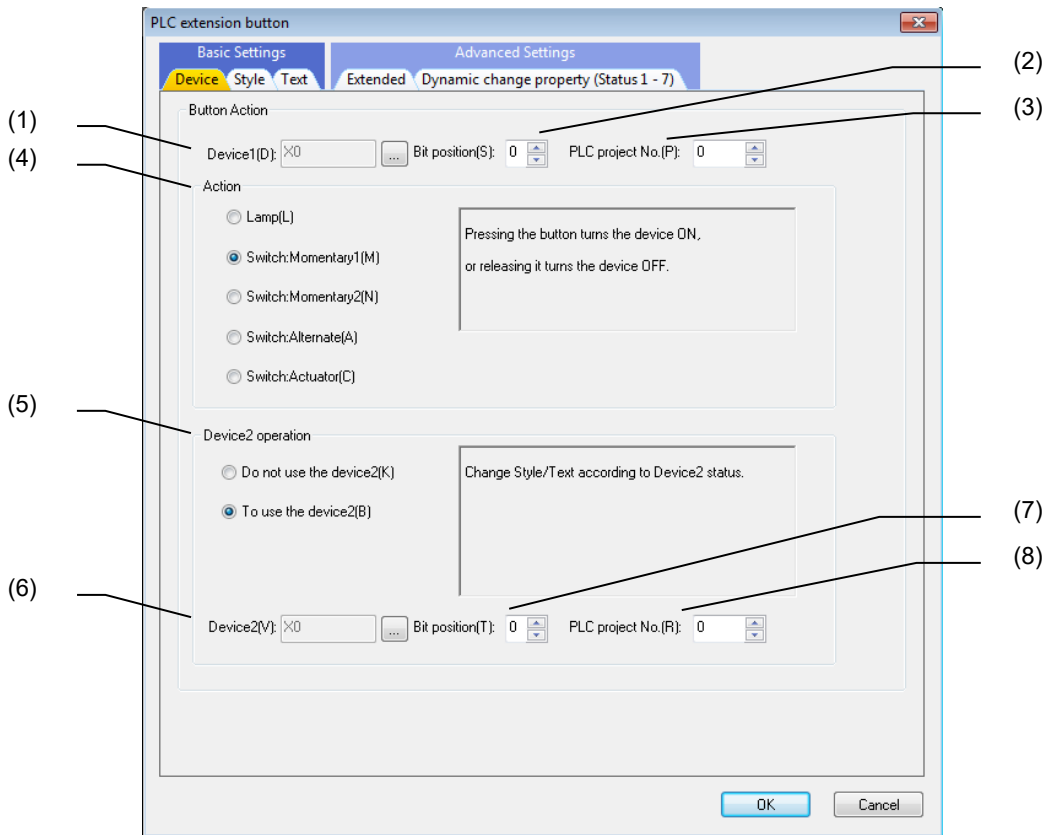 PLC extension button
Basic Settings Advanced Settings
Device Style Text Extended Dynamic change property (Status 1 - 7)
(2)
(3)
Button Action
(1)
Device1(D): X0 ... Bit position(S): 0 PLC project No.(P): 0
(4)
Action
Lamp(L)
Switch:Momentary1(M)
Switch:Momentary2(N)
Switch:Alternate(A)
Switch:Actuator(C)
Pressing the button turns the device ON,
or releasing it turns the device OFF.
(5)
Device2 operation
Do not use the device2(K)
To use the device2(B)
Change Style/Text according to Device2 status.
(7)
(8)
(6)
Device2(V): X0 ... Bit position(T): 0 PLC project No.(R): 0
OK Cancel